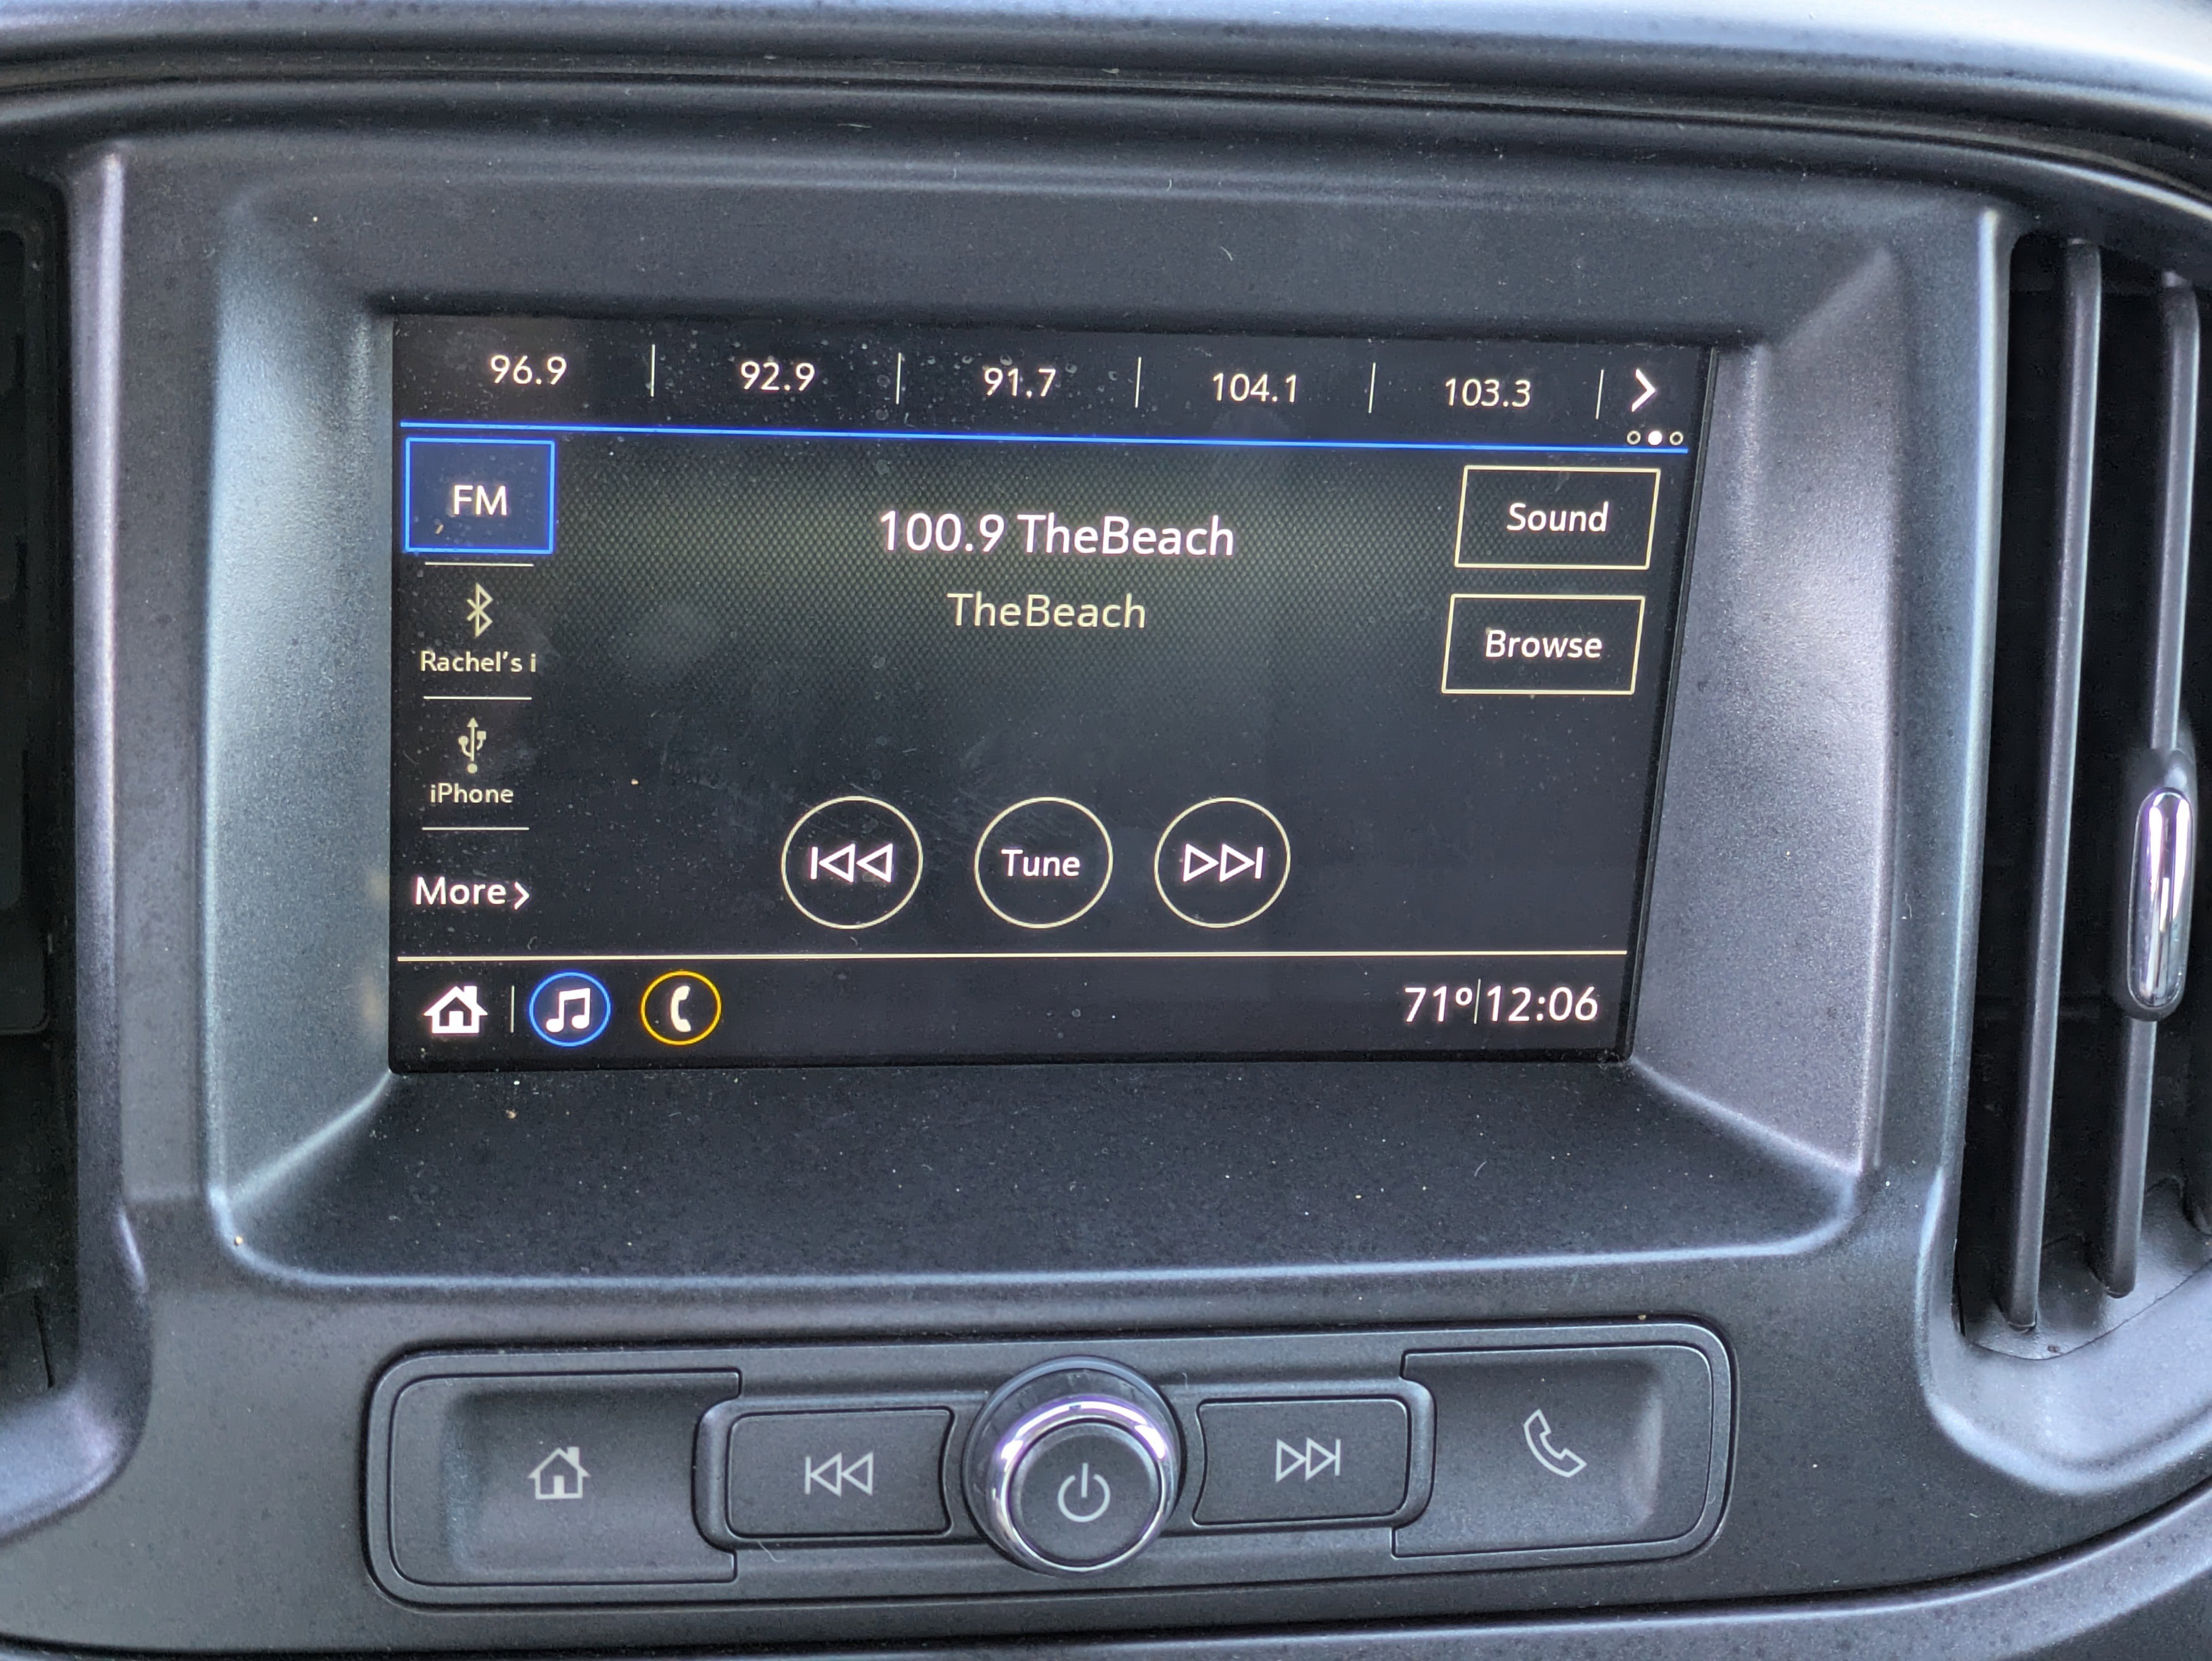 96.9 | 92.9 | 91.7 | 104.1 | 103.3
FM
100.9 TheBeach
TheBeach
Sound
Browse
Rachel's i
iPhone
More
Tune
71° 12:06